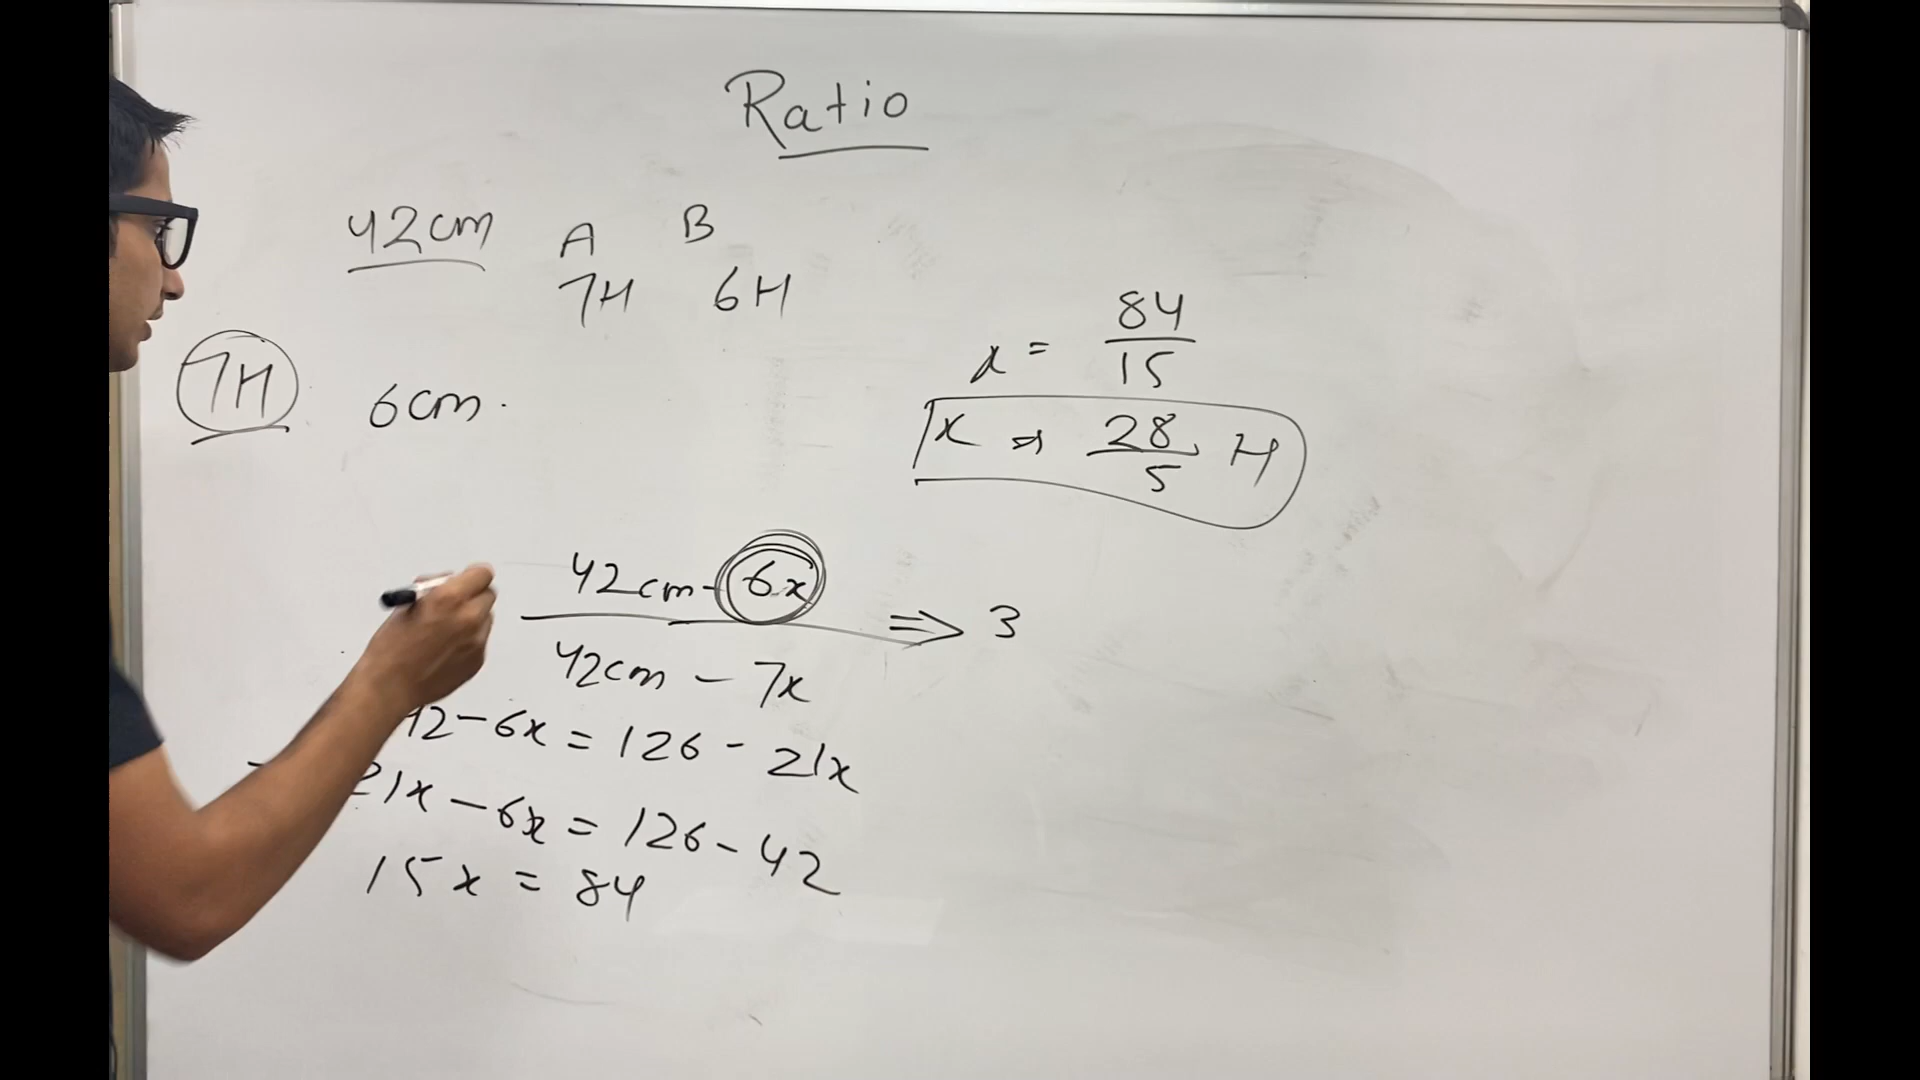 Ratio
42cm A B
7H 6H
7H 6cm.
x = 84/15
x ⇒ 28/5 H
(42cm - 6x)/(42cm - 7x) ⇒ 3
42 - 6x = 126 - 21x
21x - 6x = 126 - 42
15x = 84